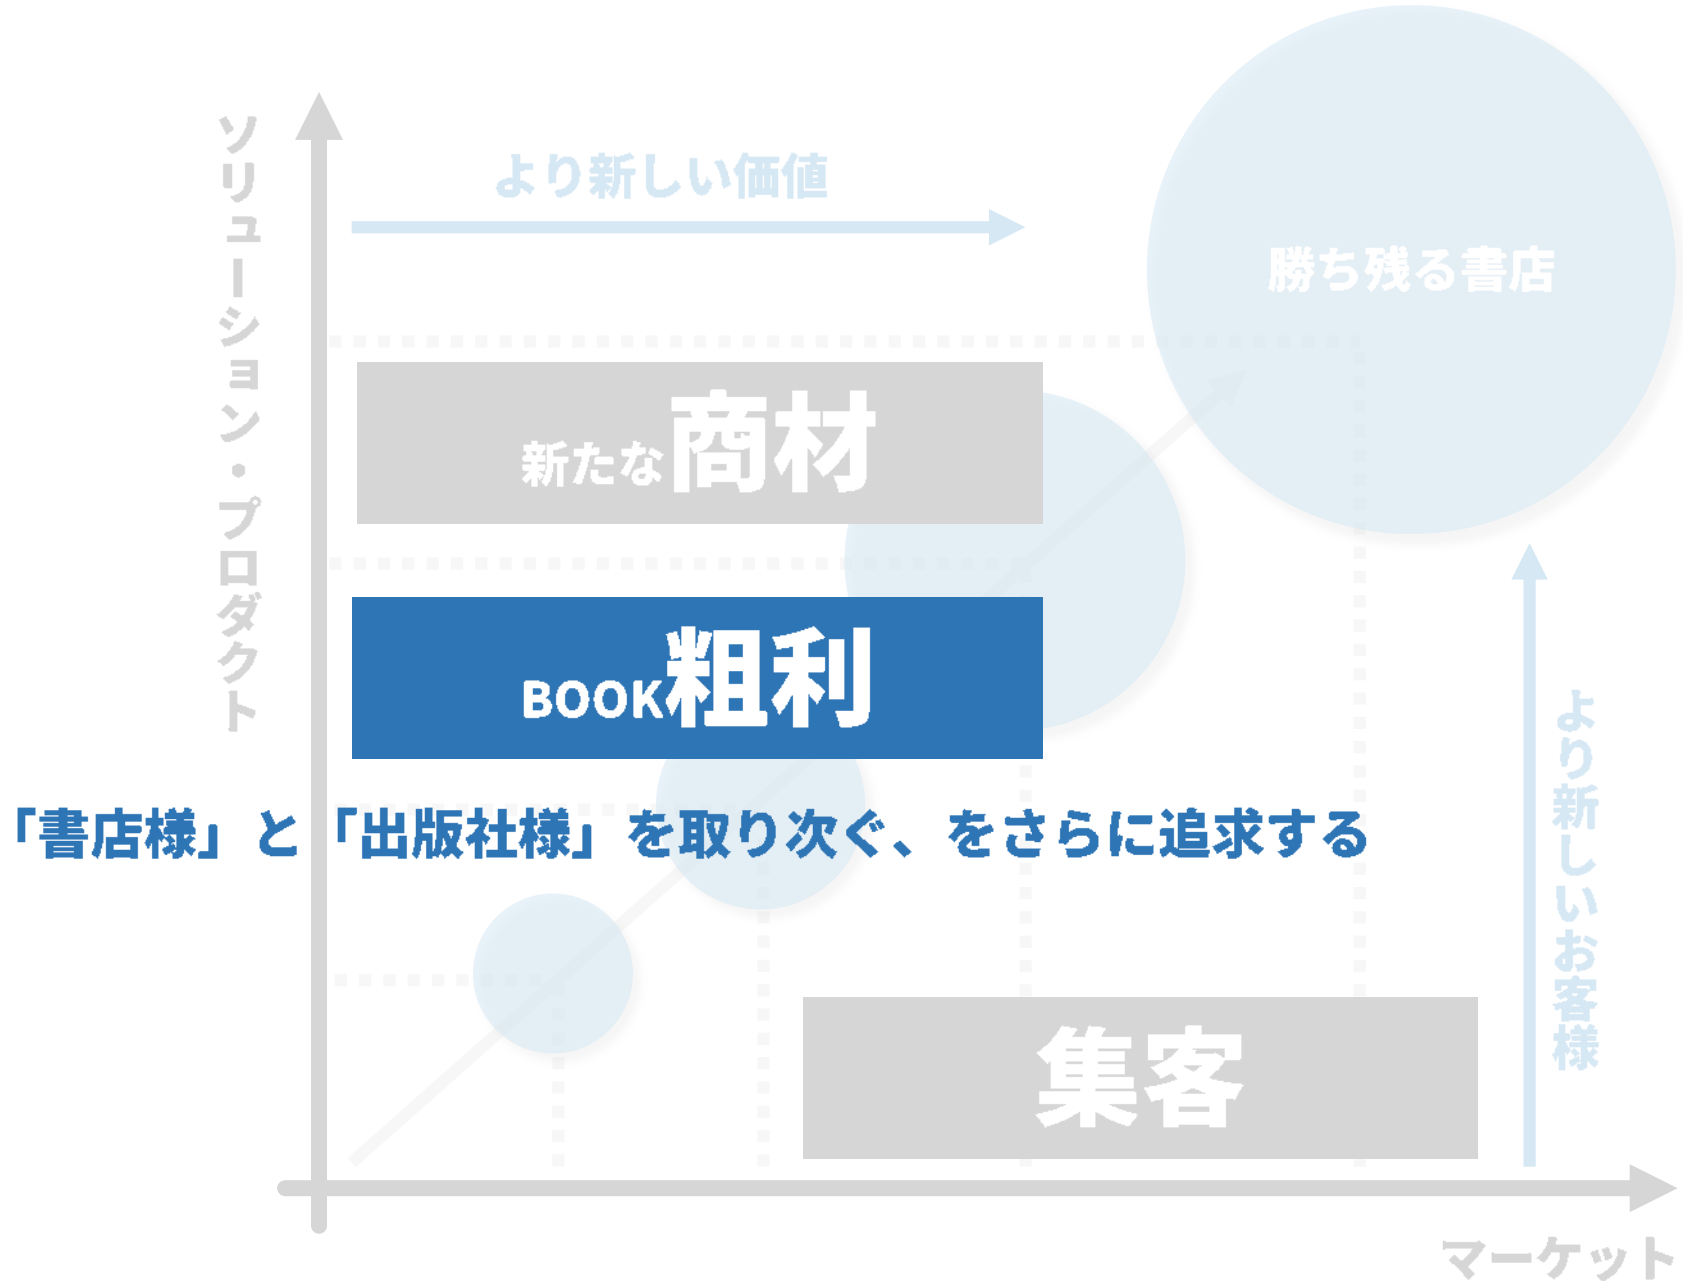 ソリューション・プロダクト
より新しい価値
勝ち残る書店
新たな商材
BOOK粗利
「書店様」と「出版社様」を取り次ぐ、をさらに追求する
より新しいお客様
集客
マーケット